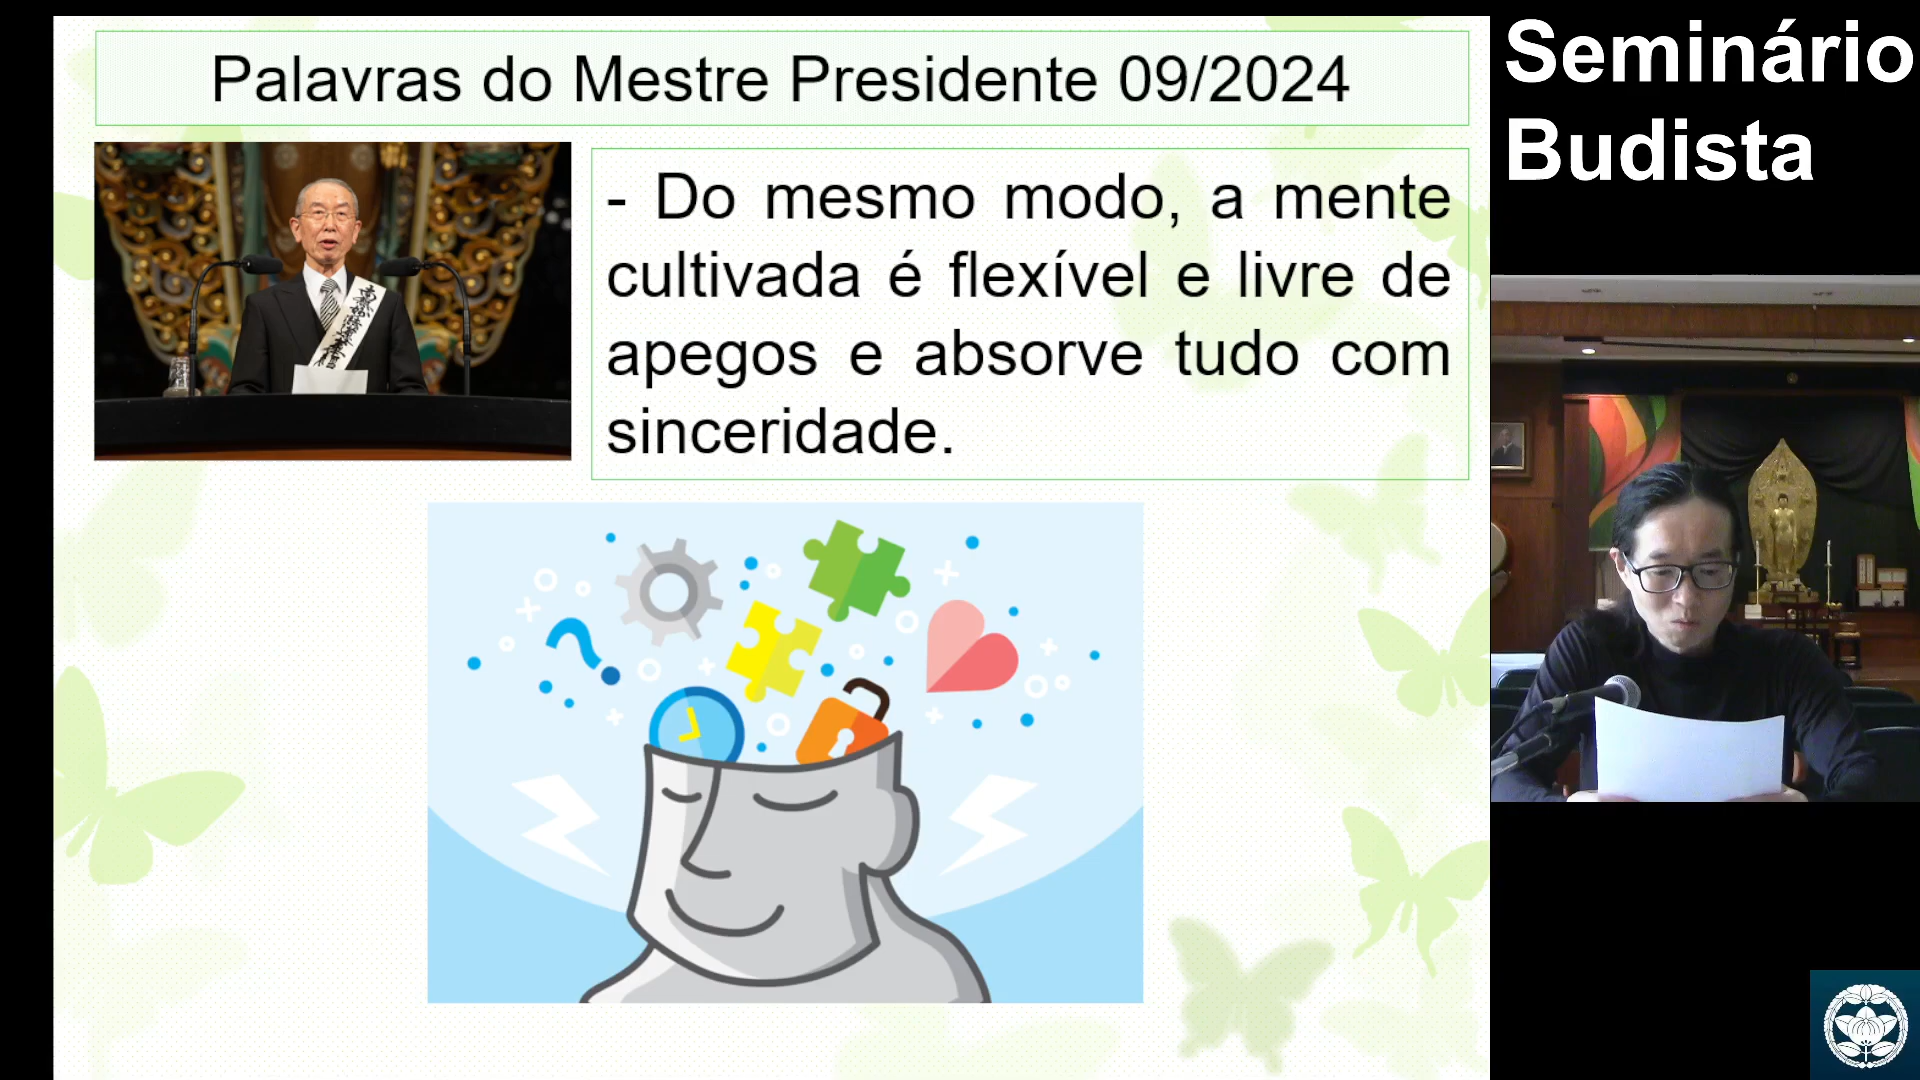 Palavras do Mestre Presidente 09/2024
- Do mesmo modo, a mente
cultivada é flexível e livre de
apegos e absorve tudo com
sinceridade.
Seminário
Budista